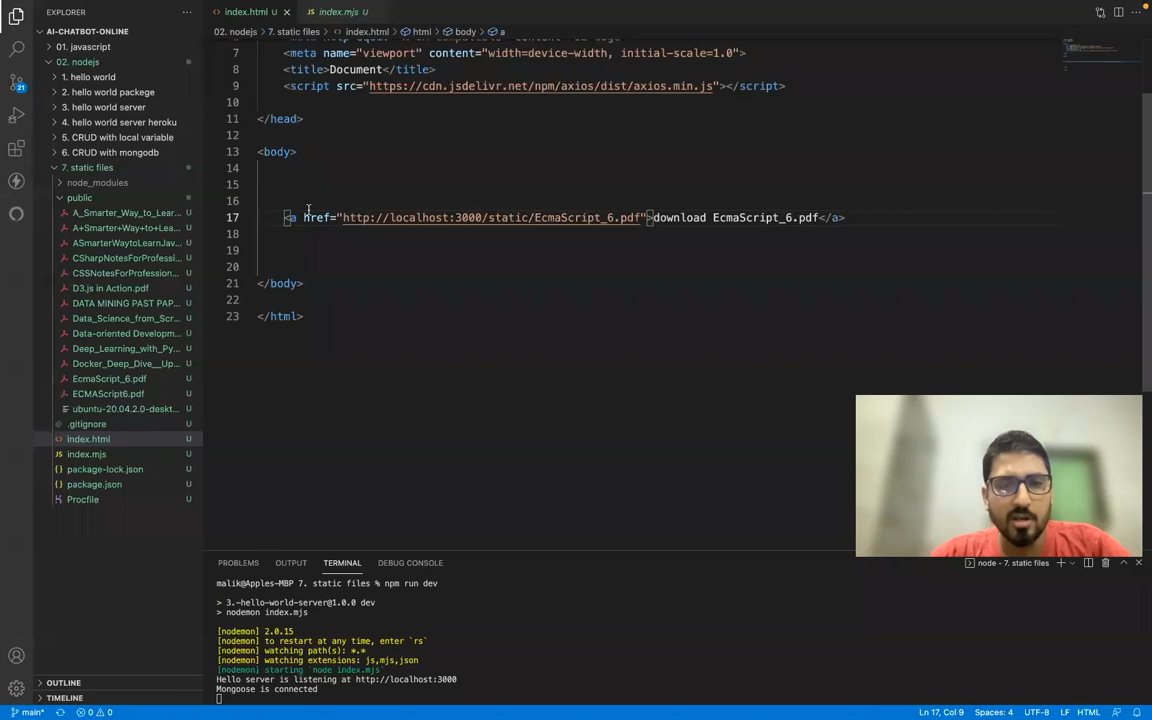 EXPLORER
index.html U
index.mjs U
AI-CHATBOT-ONLINE
02. nodejs > 7. static files > index.html > html > body > a
01. javascript
02. nodejs
1. hello world
2. hello world packege
3. hello world server
4. hello world server heroku
5. CRUD with local variable
6. CRUD with mongodb
7. static files
node_modules
public
A_Smarter_Way_to_Lear... U
A+Smarter+Way+to+Lea... U
ASmarterWaytoLearnJav... U
CSharpNotesForProfessi... U
CSSNotesForProfession... U
D3.js in Action.pdf U
DATA MINING PAST PAP... U
Data_Science_from_Scr... U
Data-oriented Developm... U
Deep_Learning_with_Py... U
Docker_Deep_Dive__Up... U
EcmaScript_6.pdf U
ECMAScript6.pdf U
ubuntu-20.04.2.0-deskt... U
.gitignore U
index.html U
index.mjs U
package-lock.json U
package.json U
Procfile U
OUTLINE
TIMELINE
21
7 <meta name="viewport" content="width=device-width, initial-scale=1.0">
8 <title>Document</title>
9 <script src="https://cdn.jsdelivr.net/npm/axios/dist/axios.min.js"></script>
10
11 </head>
12
13 <body>
14
15
16
17 <a href="http://localhost:3000/static/EcmaScript_6.pdf">download EcmaScript_6.pdf</a>
18
19
20
21 </body>
22
23 </html>
PROBLEMS OUTPUT TERMINAL DEBUG CONSOLE
node - 7. static files
malik@Apples-MBP 7. static files % npm run dev
> 3.-hello-world-server@1.0.0 dev
> nodemon index.mjs
[nodemon] 2.0.15
[nodemon] to restart at any time, enter `rs`
[nodemon] watching path(s): *.*
[nodemon] watching extensions: js,mjs,json
[nodemon] starting `node index.mjs`
Hello server is listening at http://localhost:3000
Mongoose is connected
main* 0 0
Ln 17, Col 9 Spaces: 4 UTF-8 LF HTML